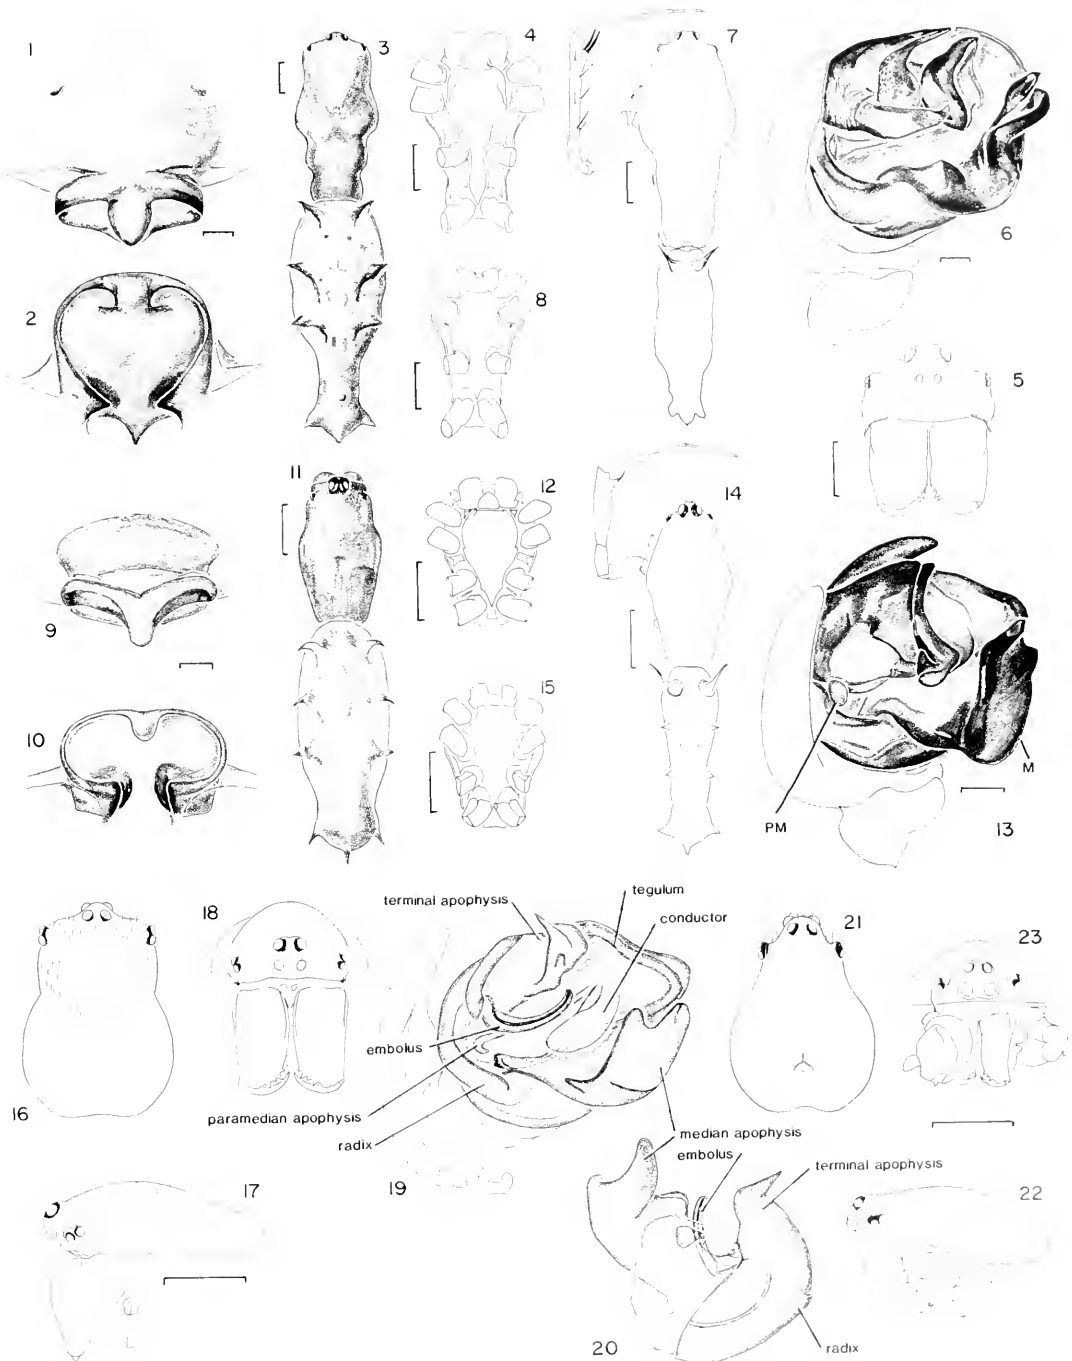 1
3
4
7
6
2
8
5
11
12
14
9
15
10
M
PM
13
18
terminal apophysis
tegulum
conductor
21
23
embolus
16
paramedian apophysis
radix
median apophysis
embolus
19
terminal apophysis
17
22
20
radix